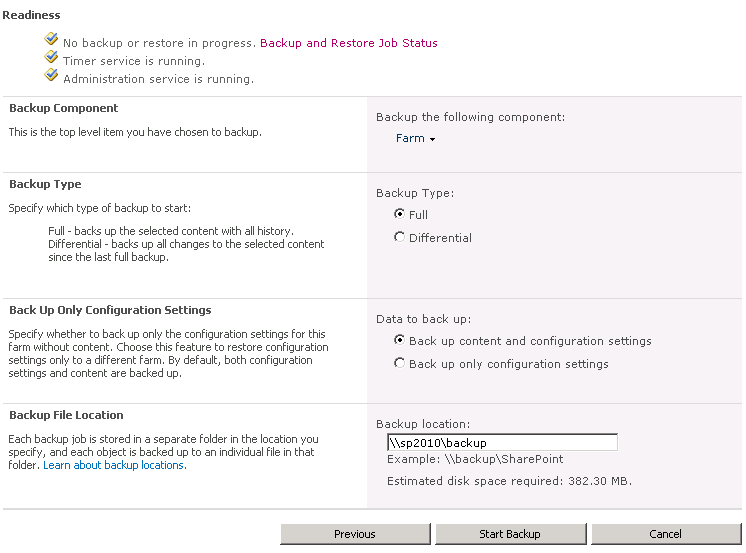 Readiness
No backup or restore in progress. Backup and Restore Job Status
Timer service is running.
Administration service is running.
Backup Component
This is the top level item you have chosen to backup.
Backup the following component:
Farm
Backup Type
Specify which type of backup to start:
Full - backs up the selected content with all history.
Differential - backs up all changes to the selected content
since the last full backup.
Backup Type:
Full
Differential
Back Up Only Configuration Settings
Specify whether to back up only the configuration settings for this
farm without content. Choose this feature to restore configuration
settings only to a different farm. By default, both configuration
settings and content are backed up.
Data to back up:
Back up content and configuration settings
Back up only configuration settings
Backup File Location
Each backup job is stored in a separate folder in the location you
specify, and each object is backed up to an individual file in that
folder. Learn about backup locations.
Backup location:
\\sp2010\backup
Example: \\backup\SharePoint
Estimated disk space required: 382.30 MB.
Previous
Start Backup
Cancel